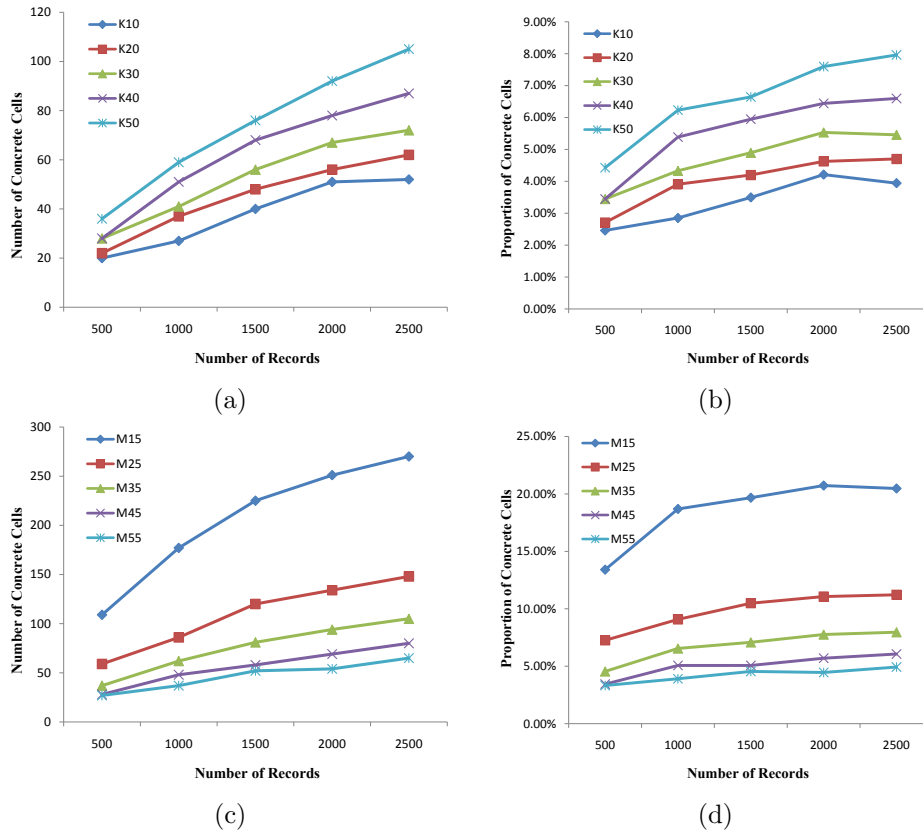 120
100
80
60
40
20
0
Number of Concrete Cells
K10
K20
K30
K40
K50
500 1000 1500 2000 2500
Number of Records
(a)
9.00%
8.00%
7.00%
6.00%
5.00%
4.00%
3.00%
2.00%
1.00%
0.00%
Proportion of Concrete Cells
K10
K20
K30
K40
K50
500 1000 1500 2000 2500
Number of Records
(b)
300
250
200
150
100
50
0
Number of Concrete Cells
M15
M25
M35
M45
M55
500 1000 1500 2000 2500
Number of Records
(c)
25.00%
20.00%
15.00%
10.00%
5.00%
0.00%
Proportion of Concrete Cells
M15
M25
M35
M45
M55
500 1000 1500 2000 2500
Number of Records
(d)